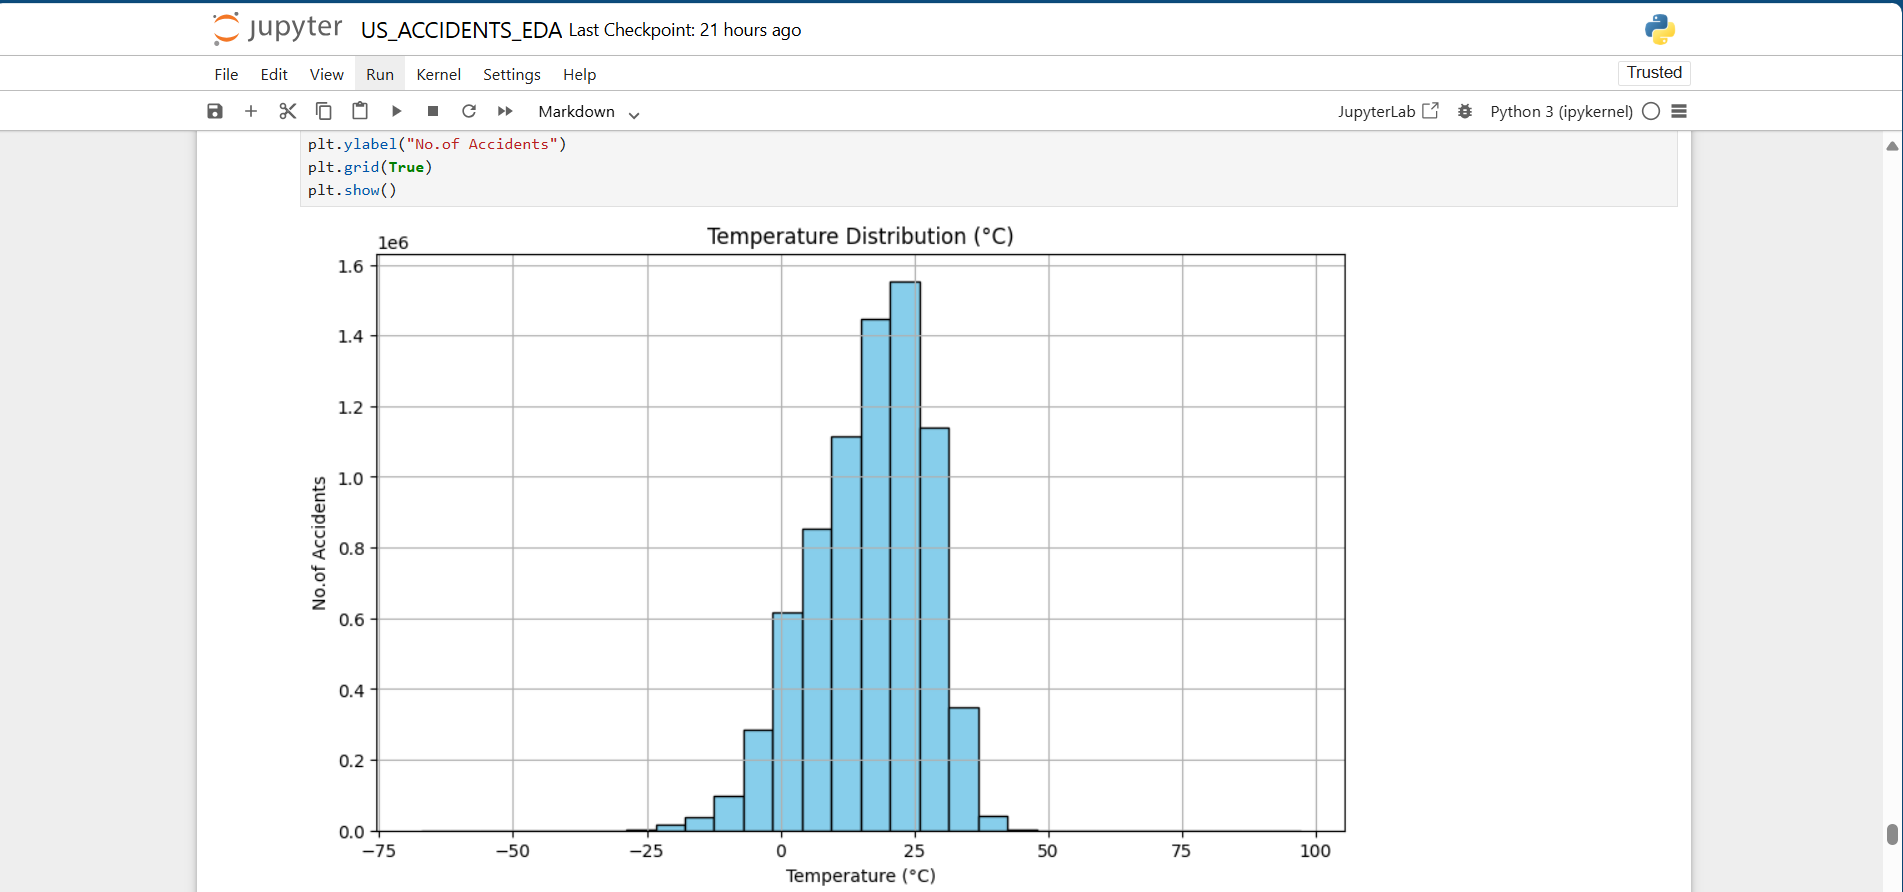 jupyter US_ACCIDENTS_EDA Last Checkpoint: 21 hours ago
File Edit View Run Kernel Settings Help Trusted
Markdown JupyterLab Python 3 (ipykernel)
plt.ylabel("No.of Accidents")
plt.grid(True)
plt.show()
Temperature Distribution (°C)
1e6
1.6
1.4
1.2
1.0
0.8
0.6
0.4
0.2
0.0
No.of Accidents
−75 −50 −25 0 25 50 75 100
Temperature (°C)